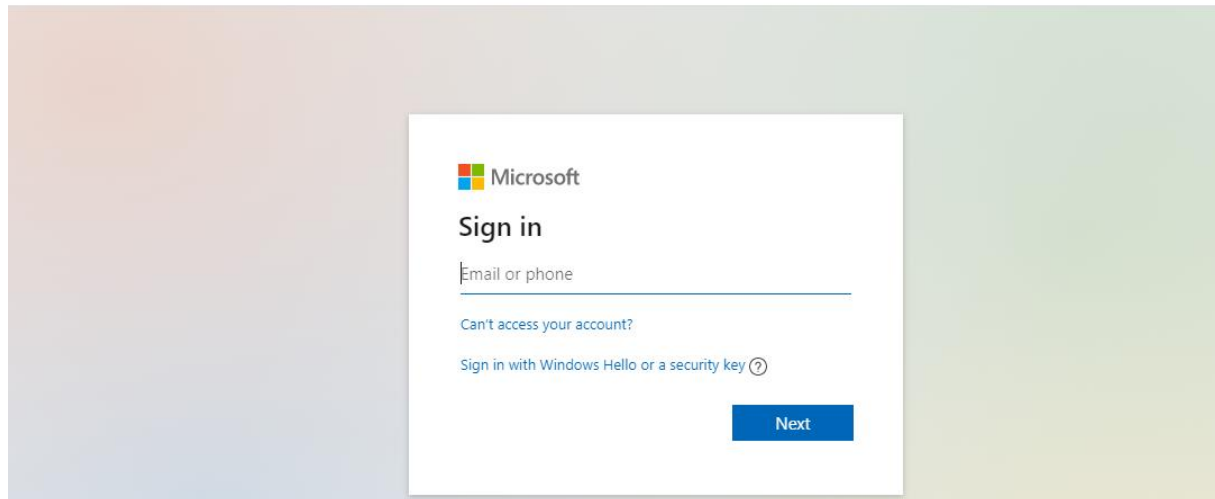 Microsoft
Sign in
Email or phone
Can't access your account?
Sign in with Windows Hello or a security key
Next